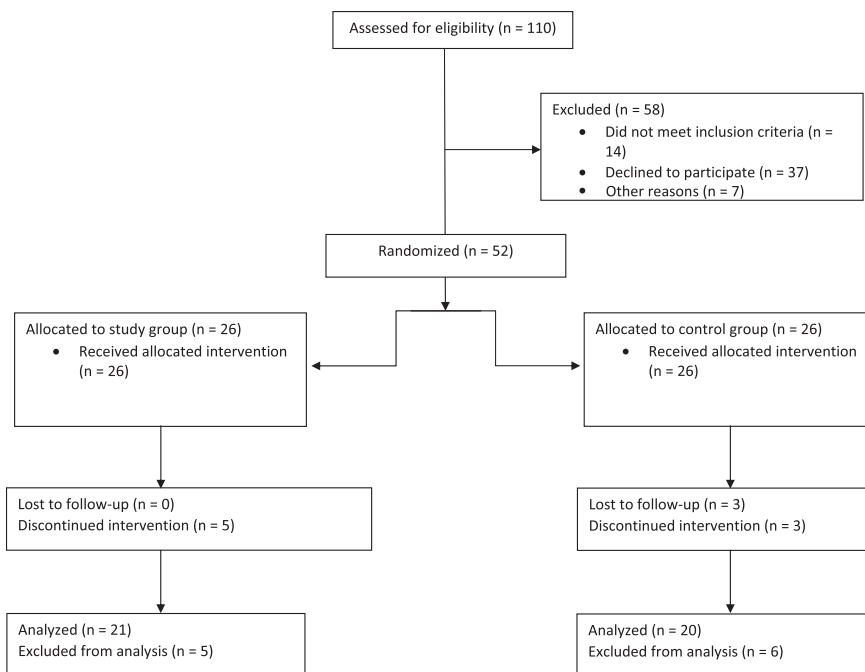 Assessed for eligibility (n = 110)
Excluded (n = 58)
• Did not meet inclusion criteria (n =
14)
• Declined to participate (n = 37)
• Other reasons (n = 7)
Randomized (n = 52)
Allocated to study group (n = 26)
• Received allocated intervention
(n = 26)
Allocated to control group (n = 26)
• Received allocated intervention
(n = 26)
Lost to follow-up (n = 0)
Discontinued intervention (n = 5)
Lost to follow-up (n = 3)
Discontinued intervention (n = 3)
Analyzed (n = 21)
Excluded from analysis (n = 5)
Analyzed (n = 20)
Excluded from analysis (n = 6)